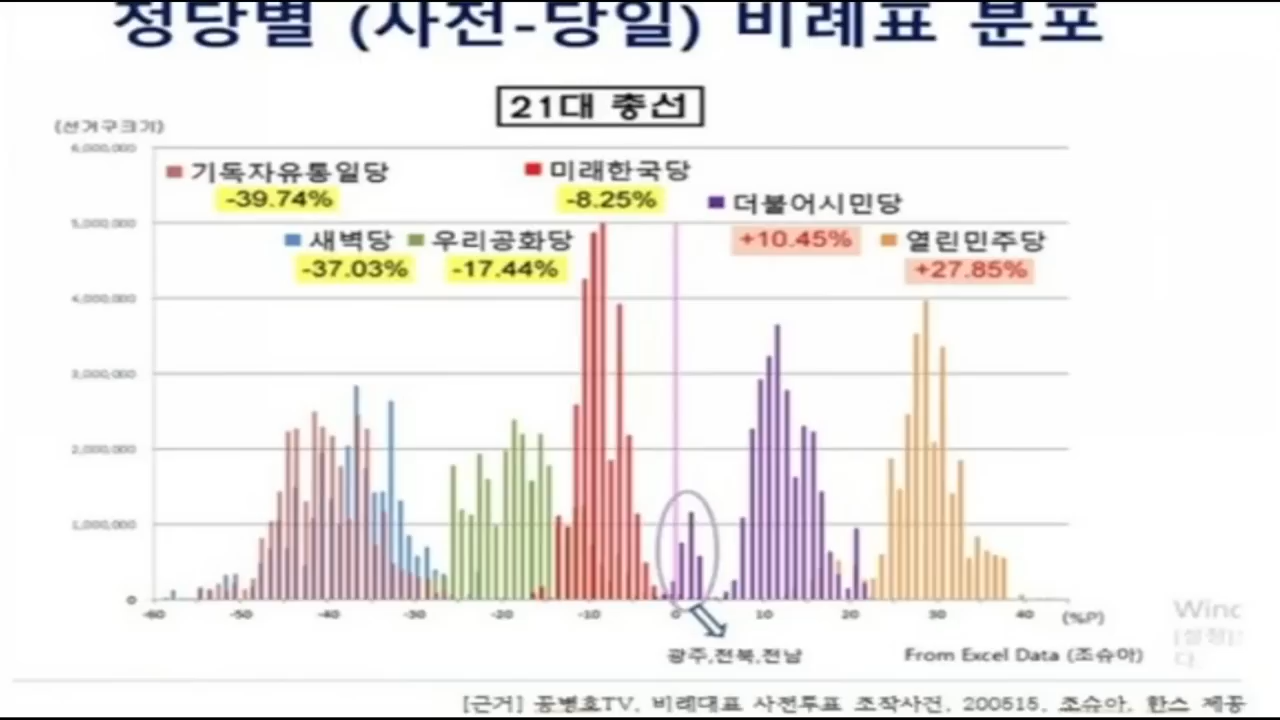 정당별 (사전-당일) 비례표 분포
21대 총선
(선거구크기)
6,000,000
기독자유통일당
-39.74%
미래한국당
-8.25%
더불어시민당
+10.45%
5,000,000
새벽당
-37.03%
우리공화당
-17.44%
열린민주당
+27.85%
4,000,000
3,000,000
2,000,000
1,000,000
0
-60 -50 -40 -30 -20 -10 0 10 20 30 40 (%P)
광주,전북,전남
From Excel Data (조슈아)
Wind
[설정]
다.
[근거] 공병호TV, 비례대표 사전투표 조작사건, 200515, 조슈아, 한스 제공